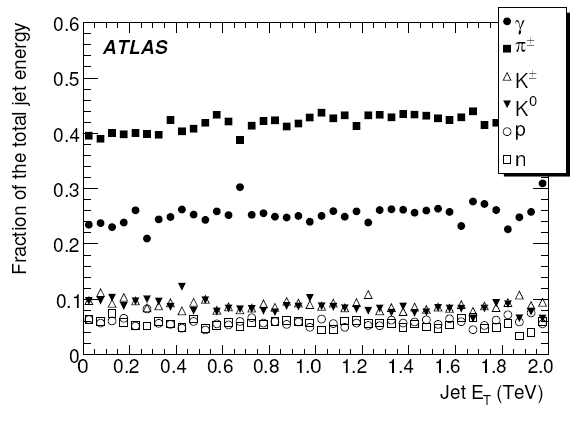 Fraction of the total jet energy
ATLAS
0.6
0.5
0.4
0.3
0.2
0.1
0
0 0.2 0.4 0.6 0.8 1.0 1.2 1.4 1.6 1.8 2.0
Jet E_T (TeV)
γ
π±
K±
K⁰
p
n